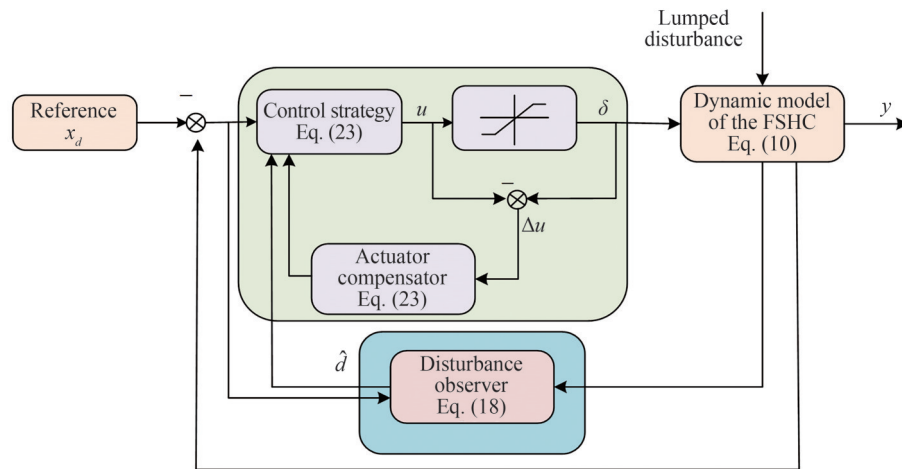 Lumped
disturbance
Reference
x_d
−
Control strategy
Eq. (23)
u
δ
Dynamic model
of the FSHC
Eq. (10)
y
−
Δu
Actuator
compensator
Eq. (23)
d̂
Disturbance
observer
Eq. (18)